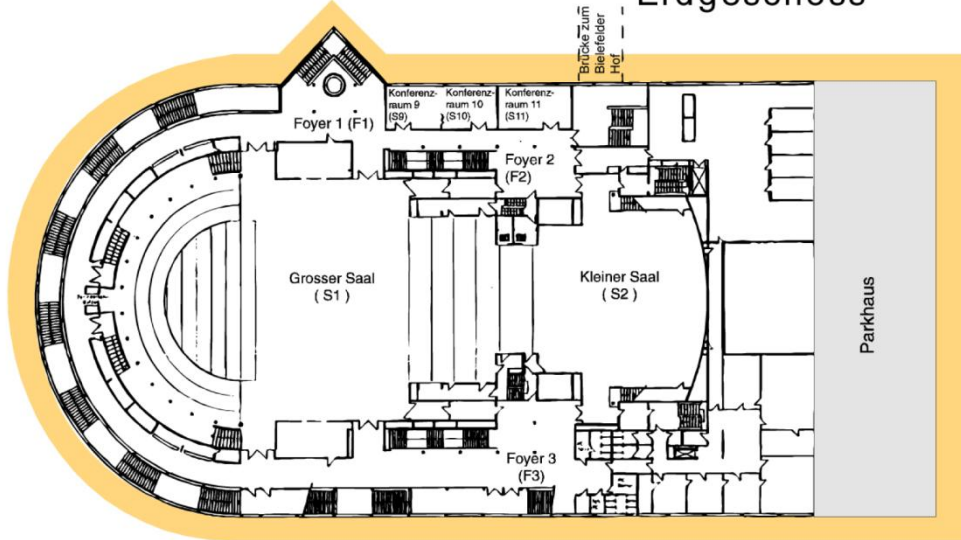 Erdgeschoss
Brücke zum
Bielefelder
Hof
Konferenz-
raum 9
(S9)
Konferenz-
raum 10
(S10)
Konferenz-
raum 11
(S11)
Foyer 1 (F1)
Foyer 2
(F2)
Grosser Saal
( S1 )
Kleiner Saal
( S2 )
Parkhaus
Foyer 3
(F3)